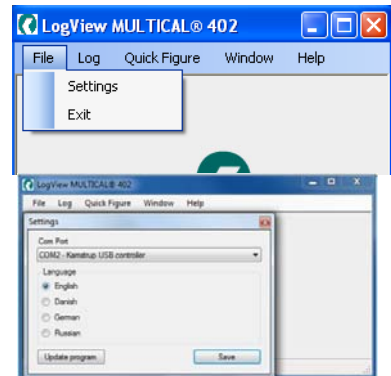 LogView MULTICAL® 402
File Log Quick Figure Window Help
Settings
Exit
LogView MULTICAL® 402
File Log Quick Figure Window Help
Settings
Com Port
COM2 - Kamstrup USB controller
Language
English
Danish
German
Russian
Update program Save